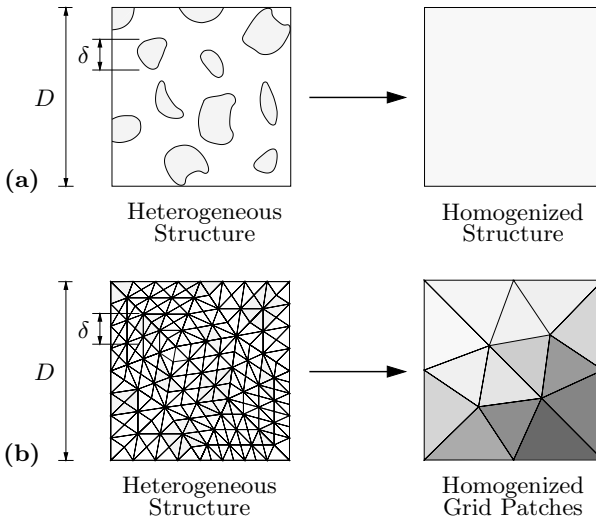 δ
D
(a)
Heterogeneous
Structure
Homogenized
Structure
δ
D
(b)
Heterogeneous
Structure
Homogenized
Grid Patches